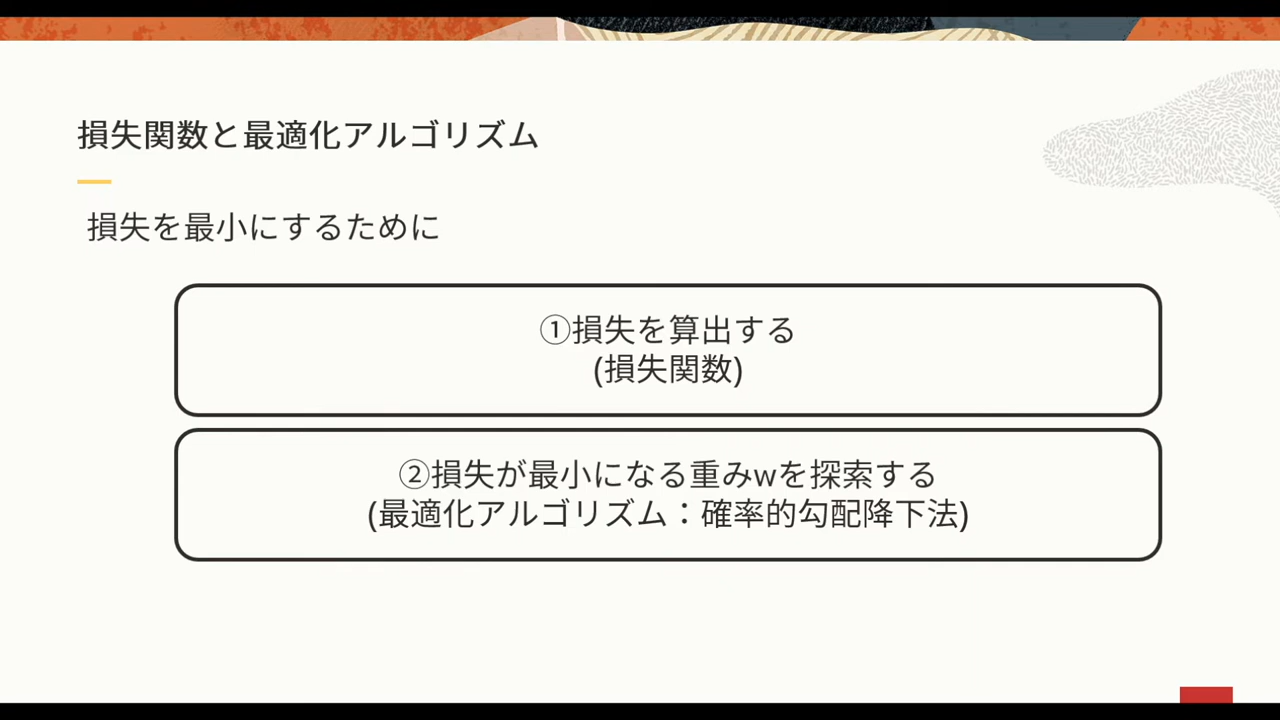 損失関数と最適化アルゴリズム
損失を最小にするために
①損失を算出する
(損失関数)
②損失が最小になる重みwを探索する
(最適化アルゴリズム：確率的勾配降下法)